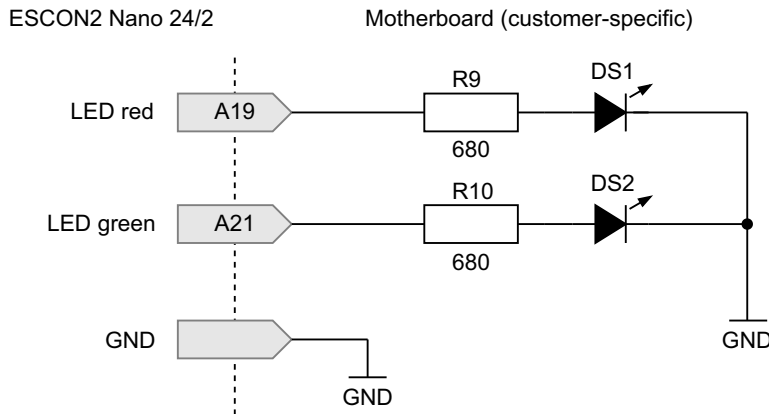 ESCON2 Nano 24/2 Motherboard (customer-specific)
R9 DS1
LED red A19
680
R10 DS2
LED green A21
680
GND GND
GND